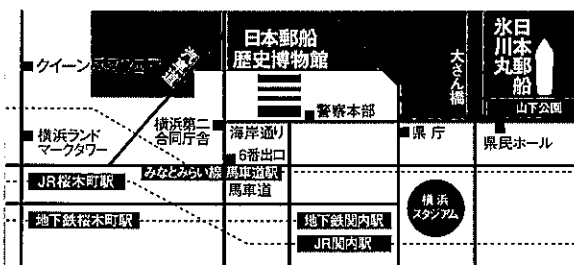 日本郵船
歴史博物館
汽車道
クイーン
大さん橋
日本郵船
氷川丸
山下公園
警察本部
横浜第二
合同庁舎
海岸通り
県庁
県民ホール
横浜ランド
マークタワー
6番出口
みなとみらい線 馬車道駅
馬車道
JR桜木町駅
横浜
スタジアム
地下鉄桜木町駅
地下鉄関内駅
JR関内駅